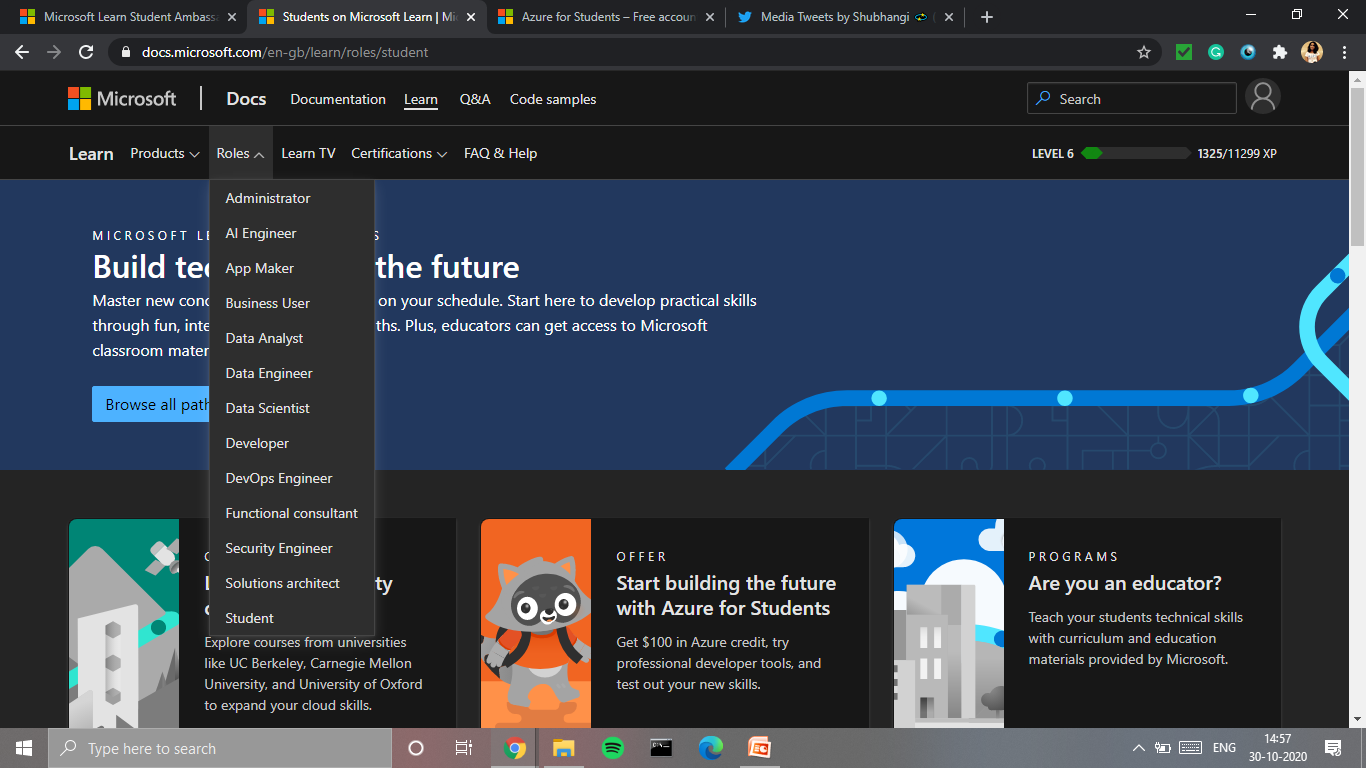 Microsoft Learn Student Ambass
Students on Microsoft Learn | Mi
Azure for Students – Free accoun
Media Tweets by Shubhangi
docs.microsoft.com/en-gb/learn/roles/student
Microsoft
Docs
Documentation
Learn
Q&A
Code samples
Search
Learn
Products
Roles
Learn TV
Certifications
FAQ & Help
LEVEL 6
1325/11299 XP
Administrator
AI Engineer
App Maker
Business User
Data Analyst
Data Engineer
Data Scientist
Developer
DevOps Engineer
Functional consultant
Security Engineer
Solutions architect
Student
MICROSOFT LE S
Build te the future
Master new conc on your schedule. Start here to develop practical skills
through fun, inte ths. Plus, educators can get access to Microsoft
classroom mater
Browse all path
ty
Explore courses from universities
like UC Berkeley, Carnegie Mellon
University, and University of Oxford
to expand your cloud skills.
OFFER
Start building the future
with Azure for Students
Get $100 in Azure credit, try
professional developer tools, and
test out your new skills.
PROGRAMS
Are you an educator?
Teach your students technical skills
with curriculum and education
materials provided by Microsoft.
Type here to search
ENG
14:57
30-10-2020